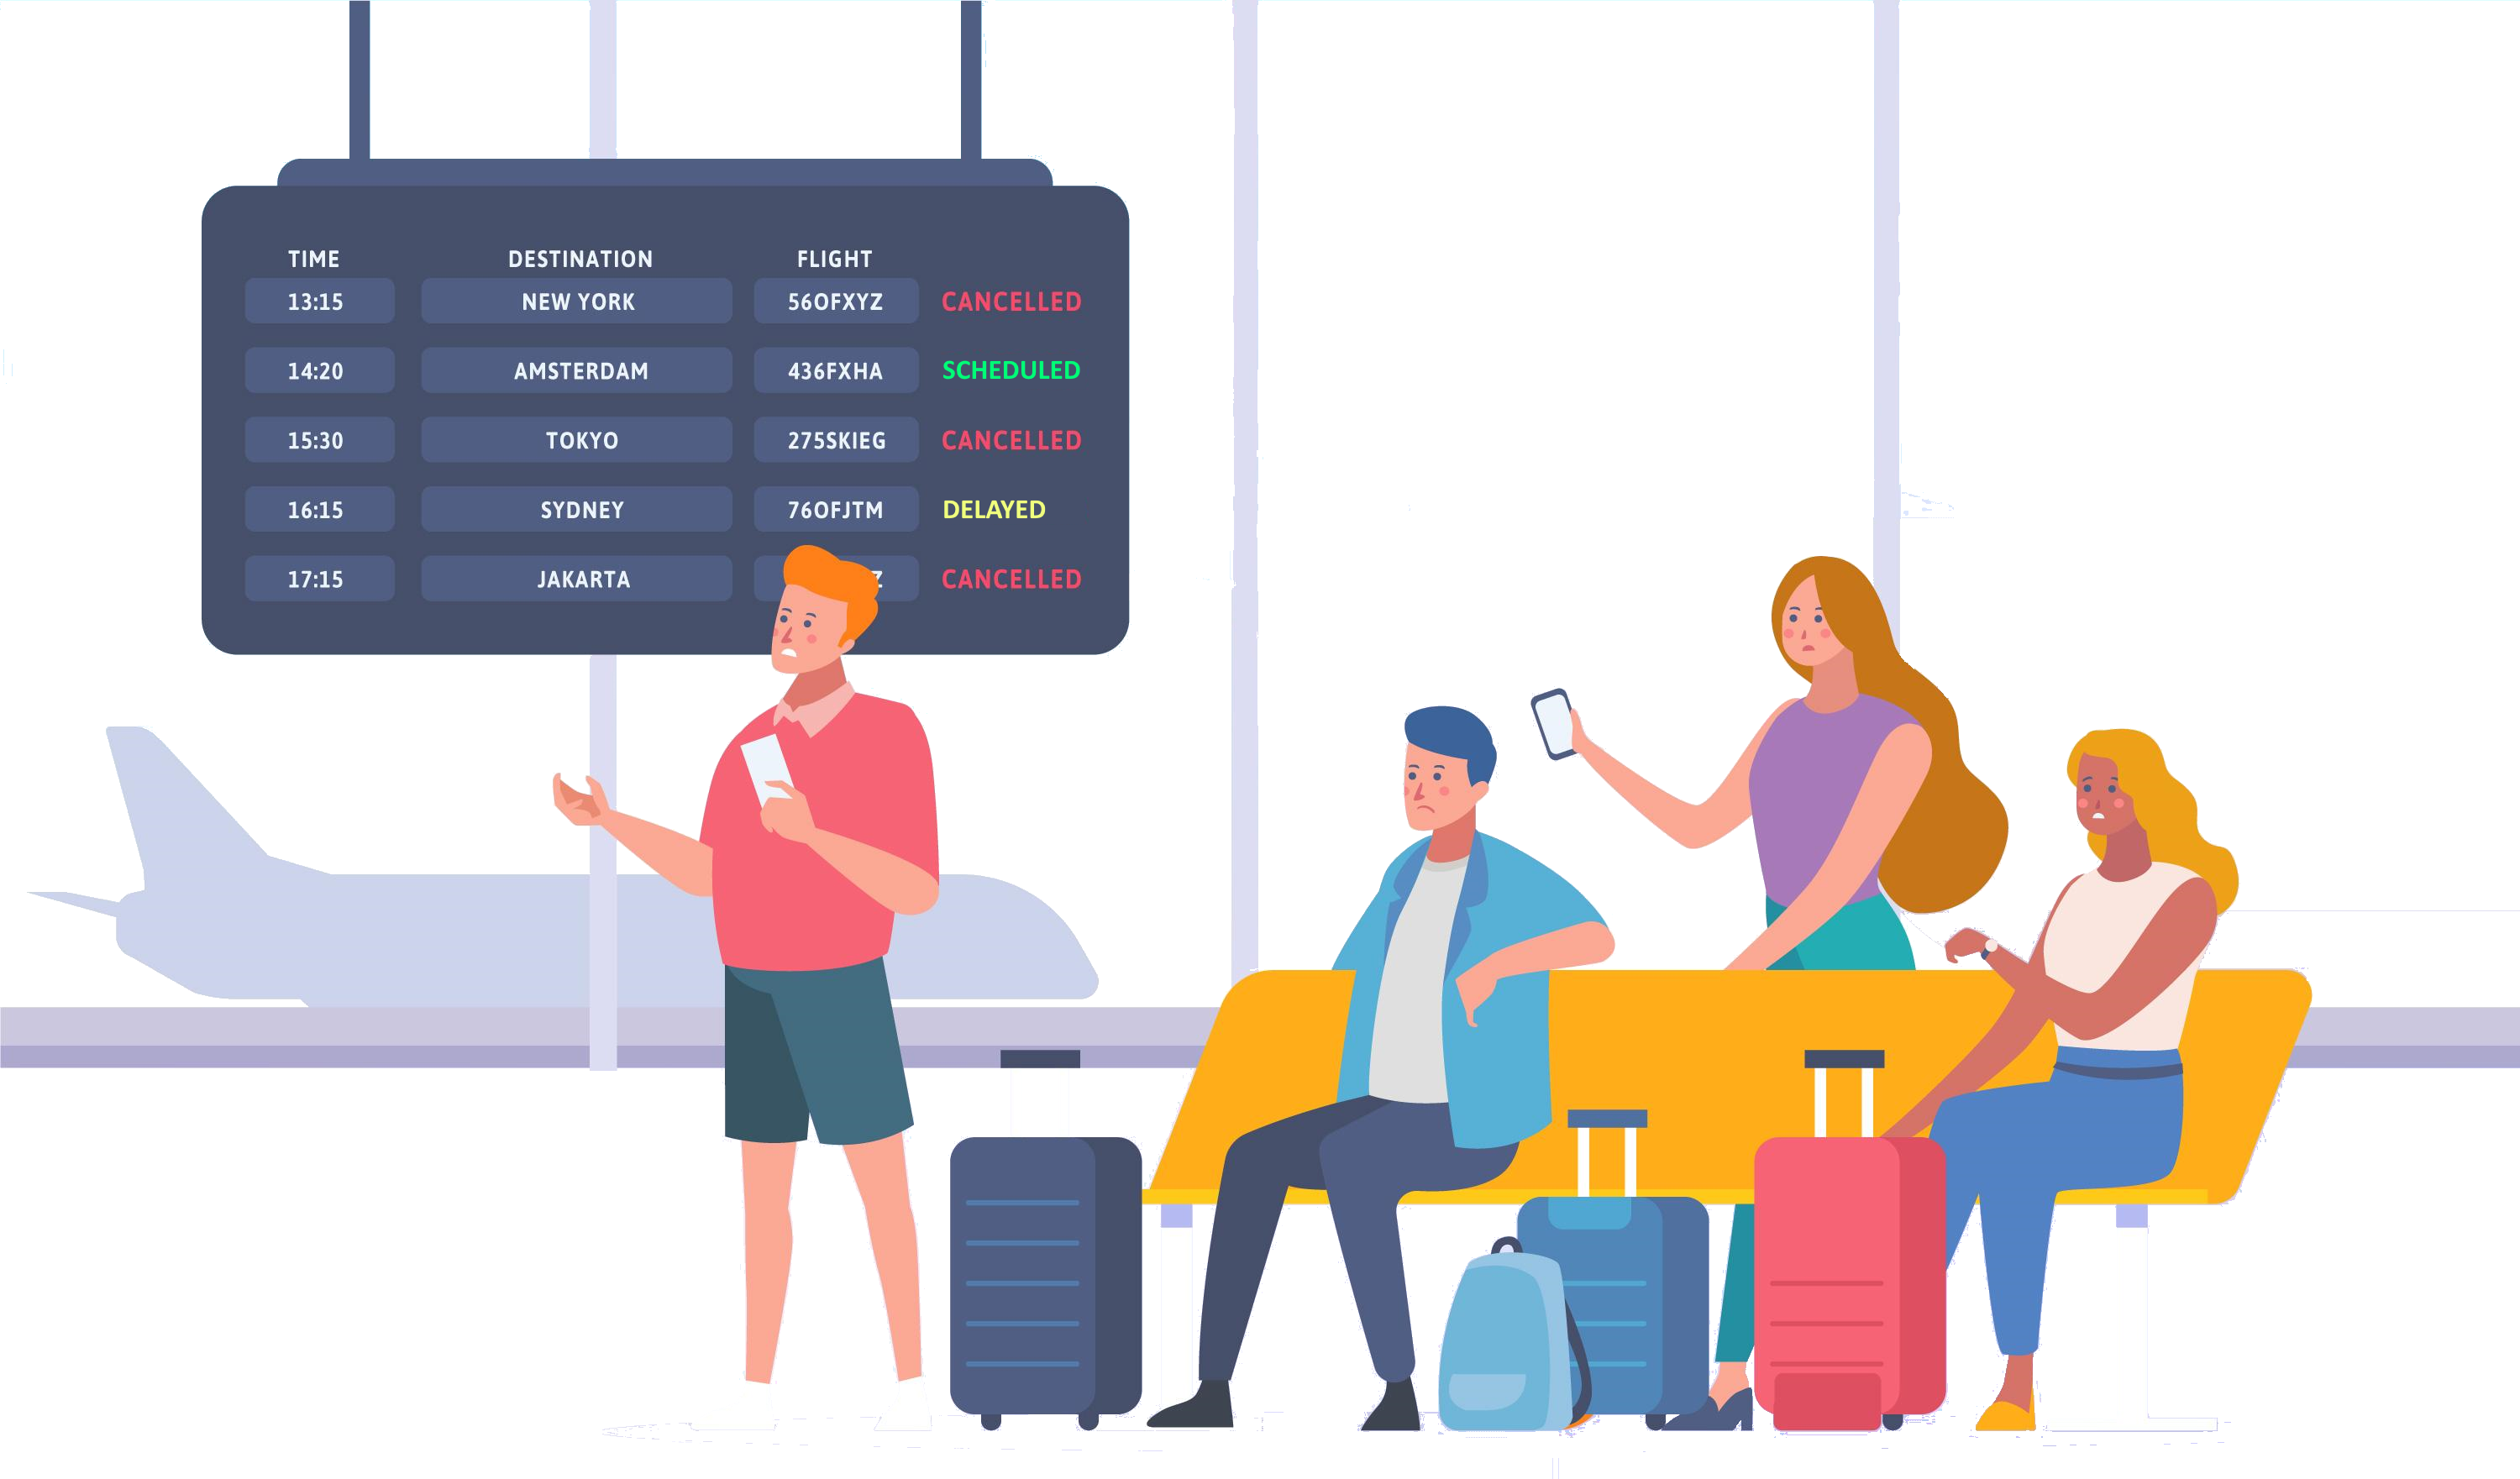 TIME DESTINATION FLIGHT
13:15 NEW YORK 56OFXYZ CANCELLED
14:20 AMSTERDAM 436FXHA SCHEDULED
15:30 TOKYO 275SKIEG CANCELLED
16:15 SYDNEY 76OFJTM DELAYED
17:15 JAKARTA CANCELLED